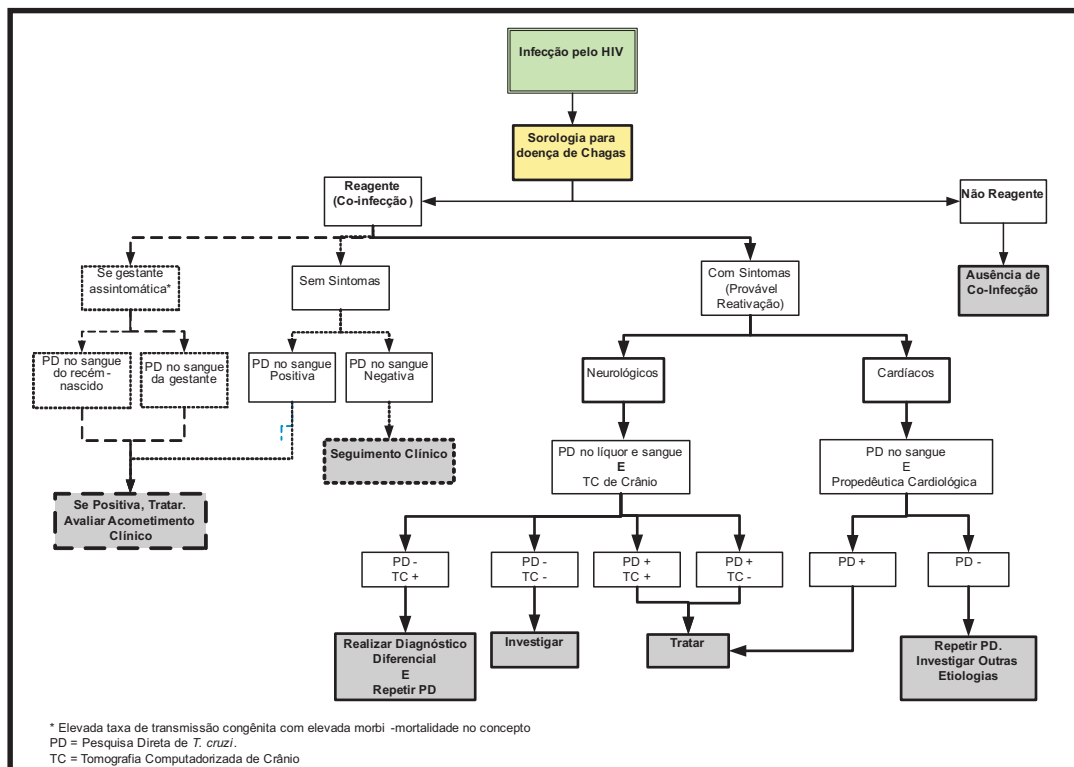 Infecção pelo HIV
Sorologia para
doença de Chagas
Reagente
(Co-infecção)
Não Reagente
Se gestante
assintomática*
Sem Sintomas
Com Sintomas
(Provável
Reativação)
Ausência de
Co-Infecção
PD no sangue
do recém-
nascido
PD no sangue
da gestante
PD no sangue
Positiva
PD no sangue
Negativa
Neurológicos
Cardíacos
Seguimento Clínico
PD no líquor e sangue
E
TC de Crânio
PD no sangue
E
Propedêutica Cardiológica
Se Positiva, Tratar.
Avaliar Acometimento
Clínico
PD -
TC +
PD -
TC -
PD +
TC +
PD +
TC -
PD +
PD -
Realizar Diagnóstico
Diferencial
E
Repetir PD
Investigar
Tratar
Repetir PD.
Investigar Outras
Etiologias
* Elevada taxa de transmissão congênita com elevada morbi -mortalidade no concepto
PD = Pesquisa Direta de T. cruzi.
TC = Tomografia Computadorizada de Crânio